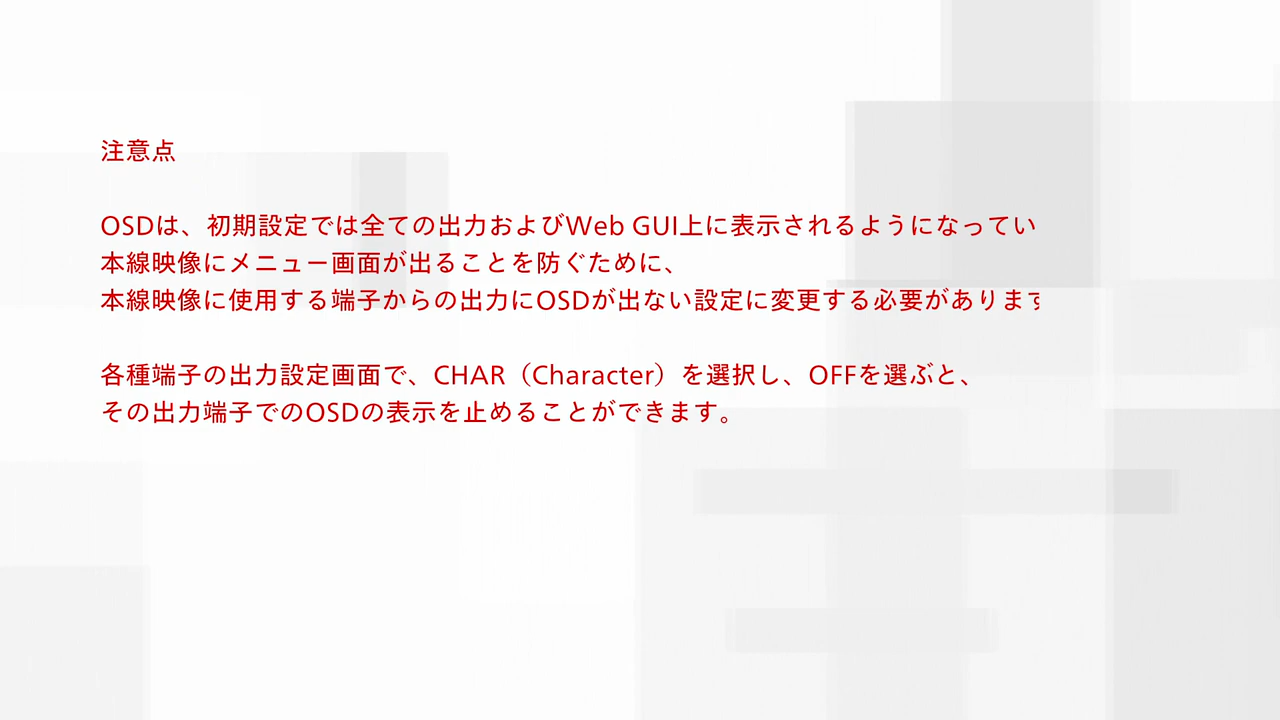 注意点
OSDは、初期設定では全ての出力およびWeb GUI上に表示されるようになってい
本線映像にメニュー画面が出ることを防ぐために、
本線映像に使用する端子からの出力にOSDが出ない設定に変更する必要があります
各種端子の出力設定画面で、CHAR（Character）を選択し、OFFを選ぶと、
その出力端子でのOSDの表示を止めることができます。